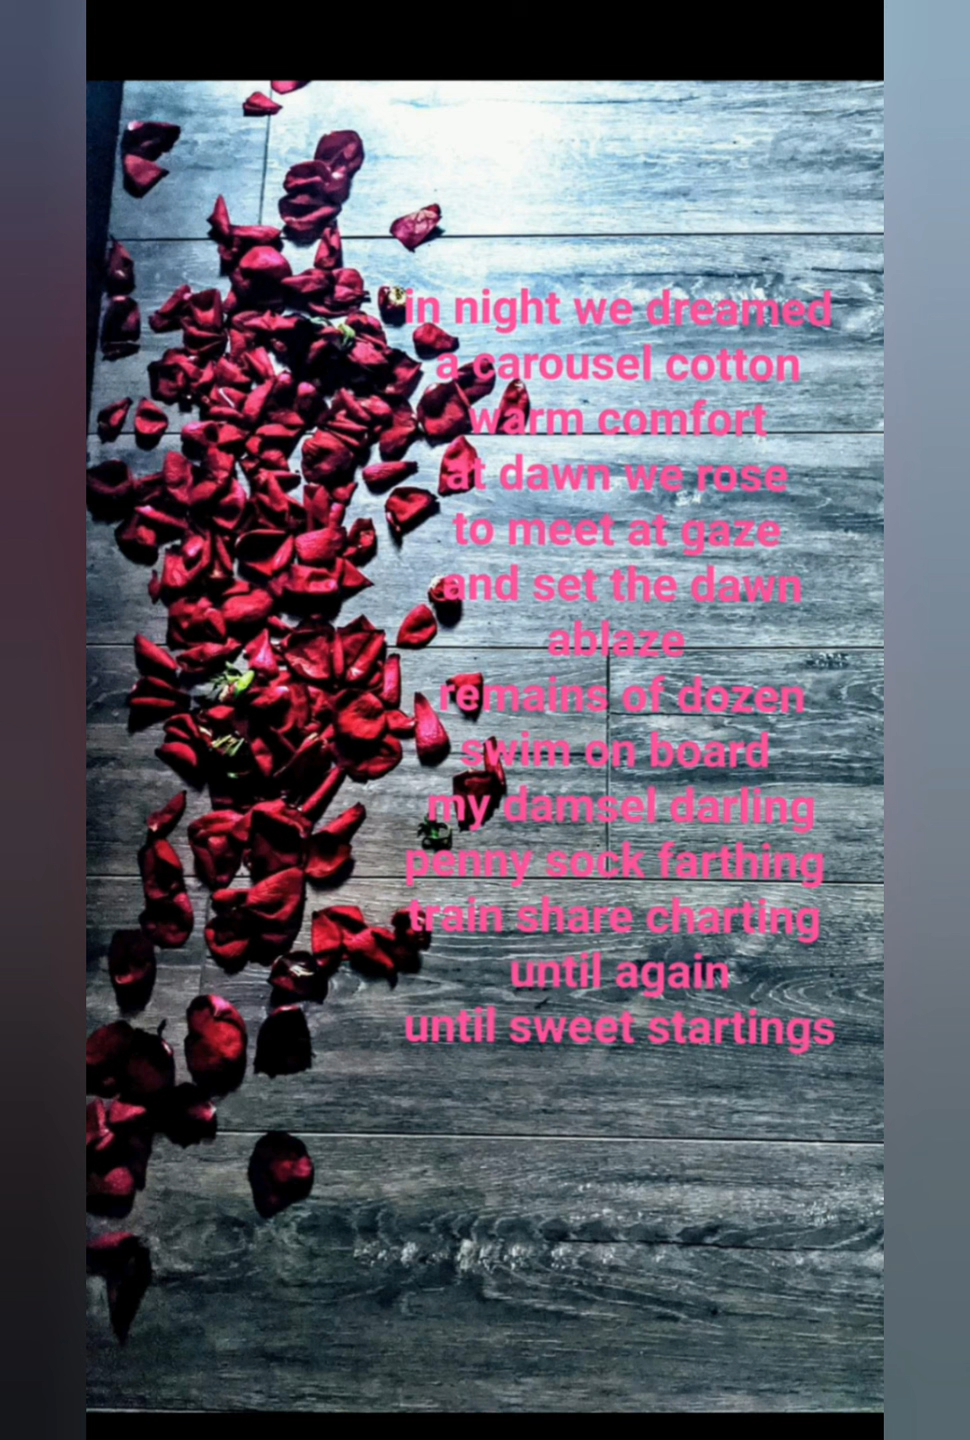 in night we dreamed
a carousel cotton
warm comfort
at dawn we rose
to meet at gaze
and set the dawn
ablaze
remains of dozen
swim on board
my damsel darling
penny sock farthing
train share charting
until again
until sweet startings